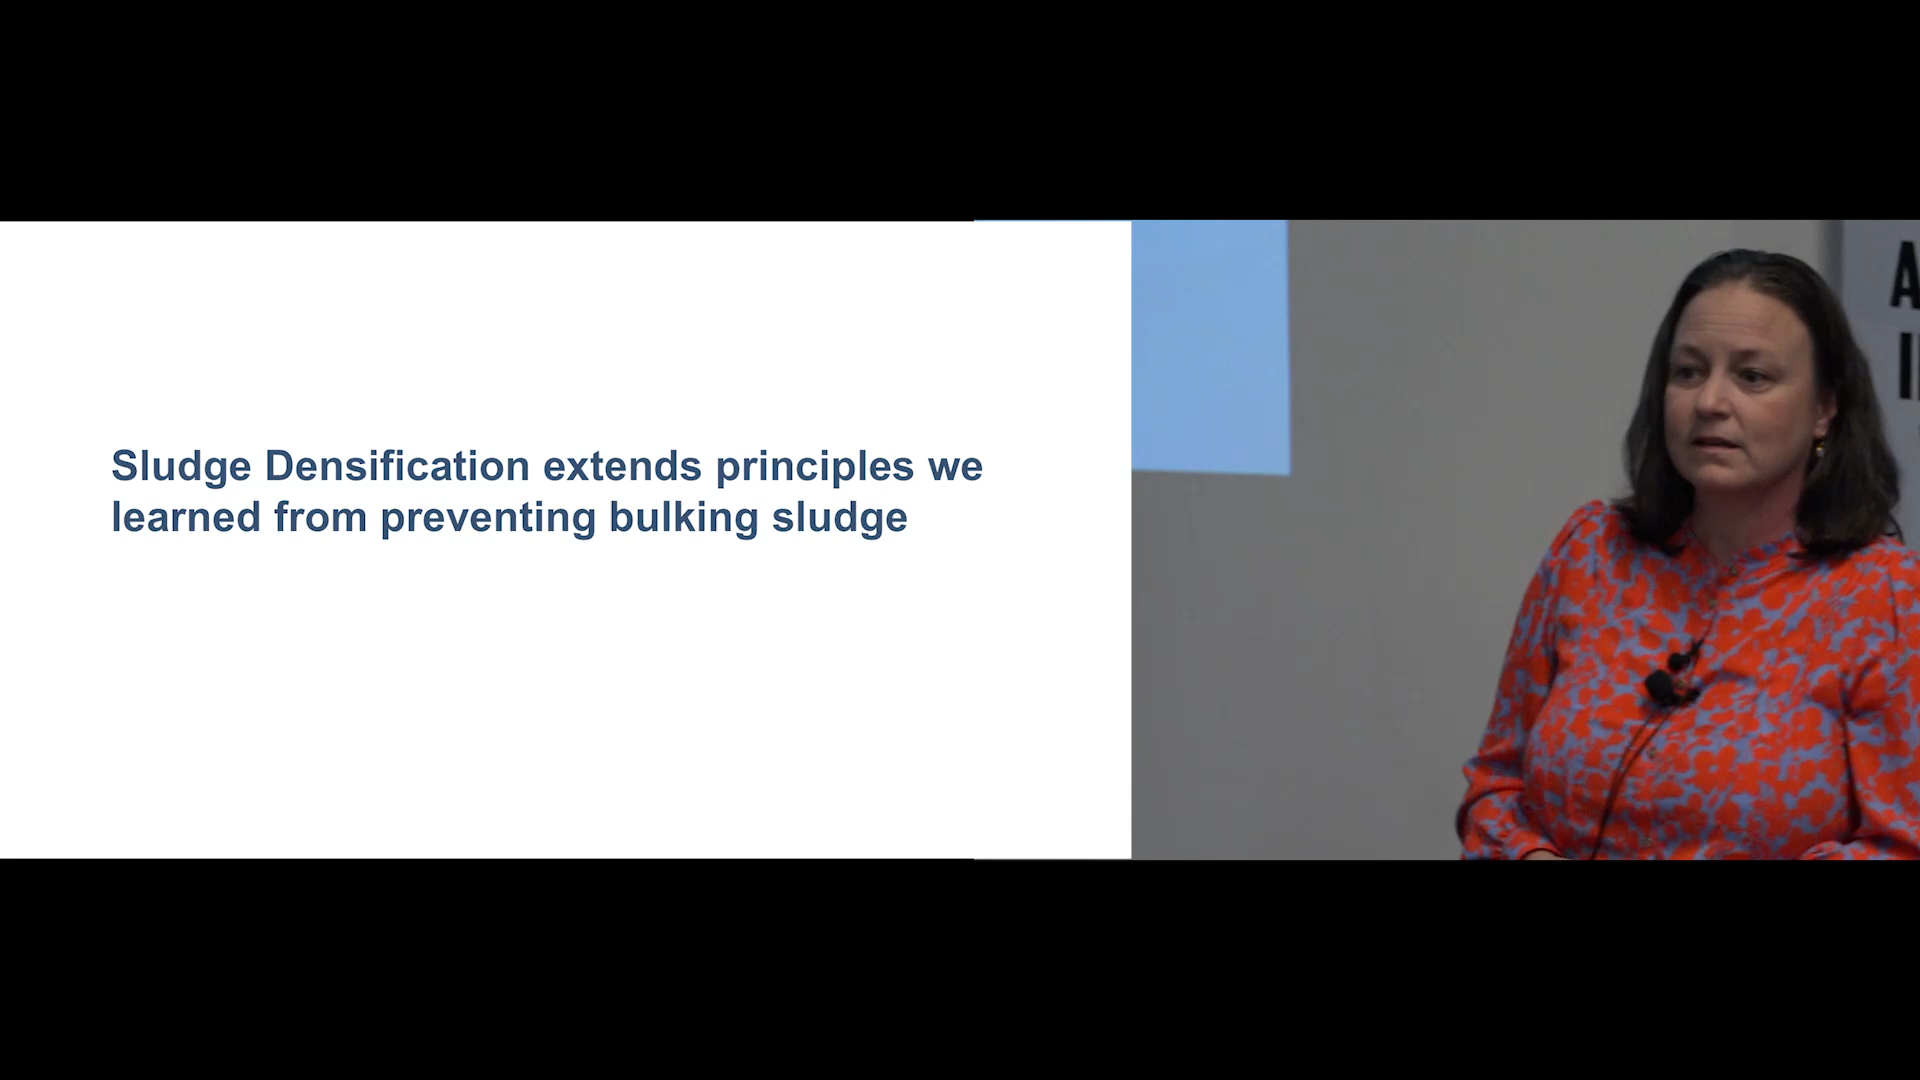 Sludge Densification extends principles we
learned from preventing bulking sludge